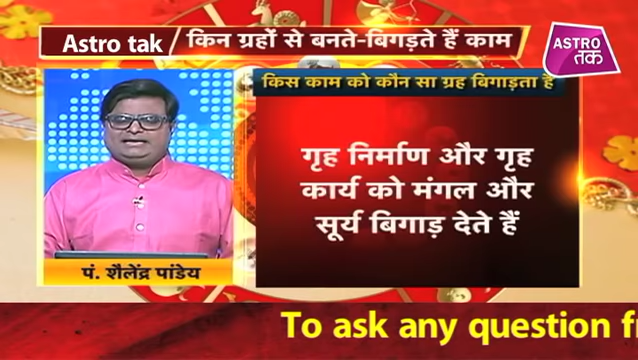 Astro tak किन ग्रहों से बनते-बिगड़ते हैं काम
ASTRO
तक
किस काम को कौन सा ग्रह बिगाड़ता है
गृह निर्माण और गृह
कार्य को मंगल और
सूर्य बिगाड़ देते हैं
पं. शैलेंद्र पांडेय
To ask any question fr